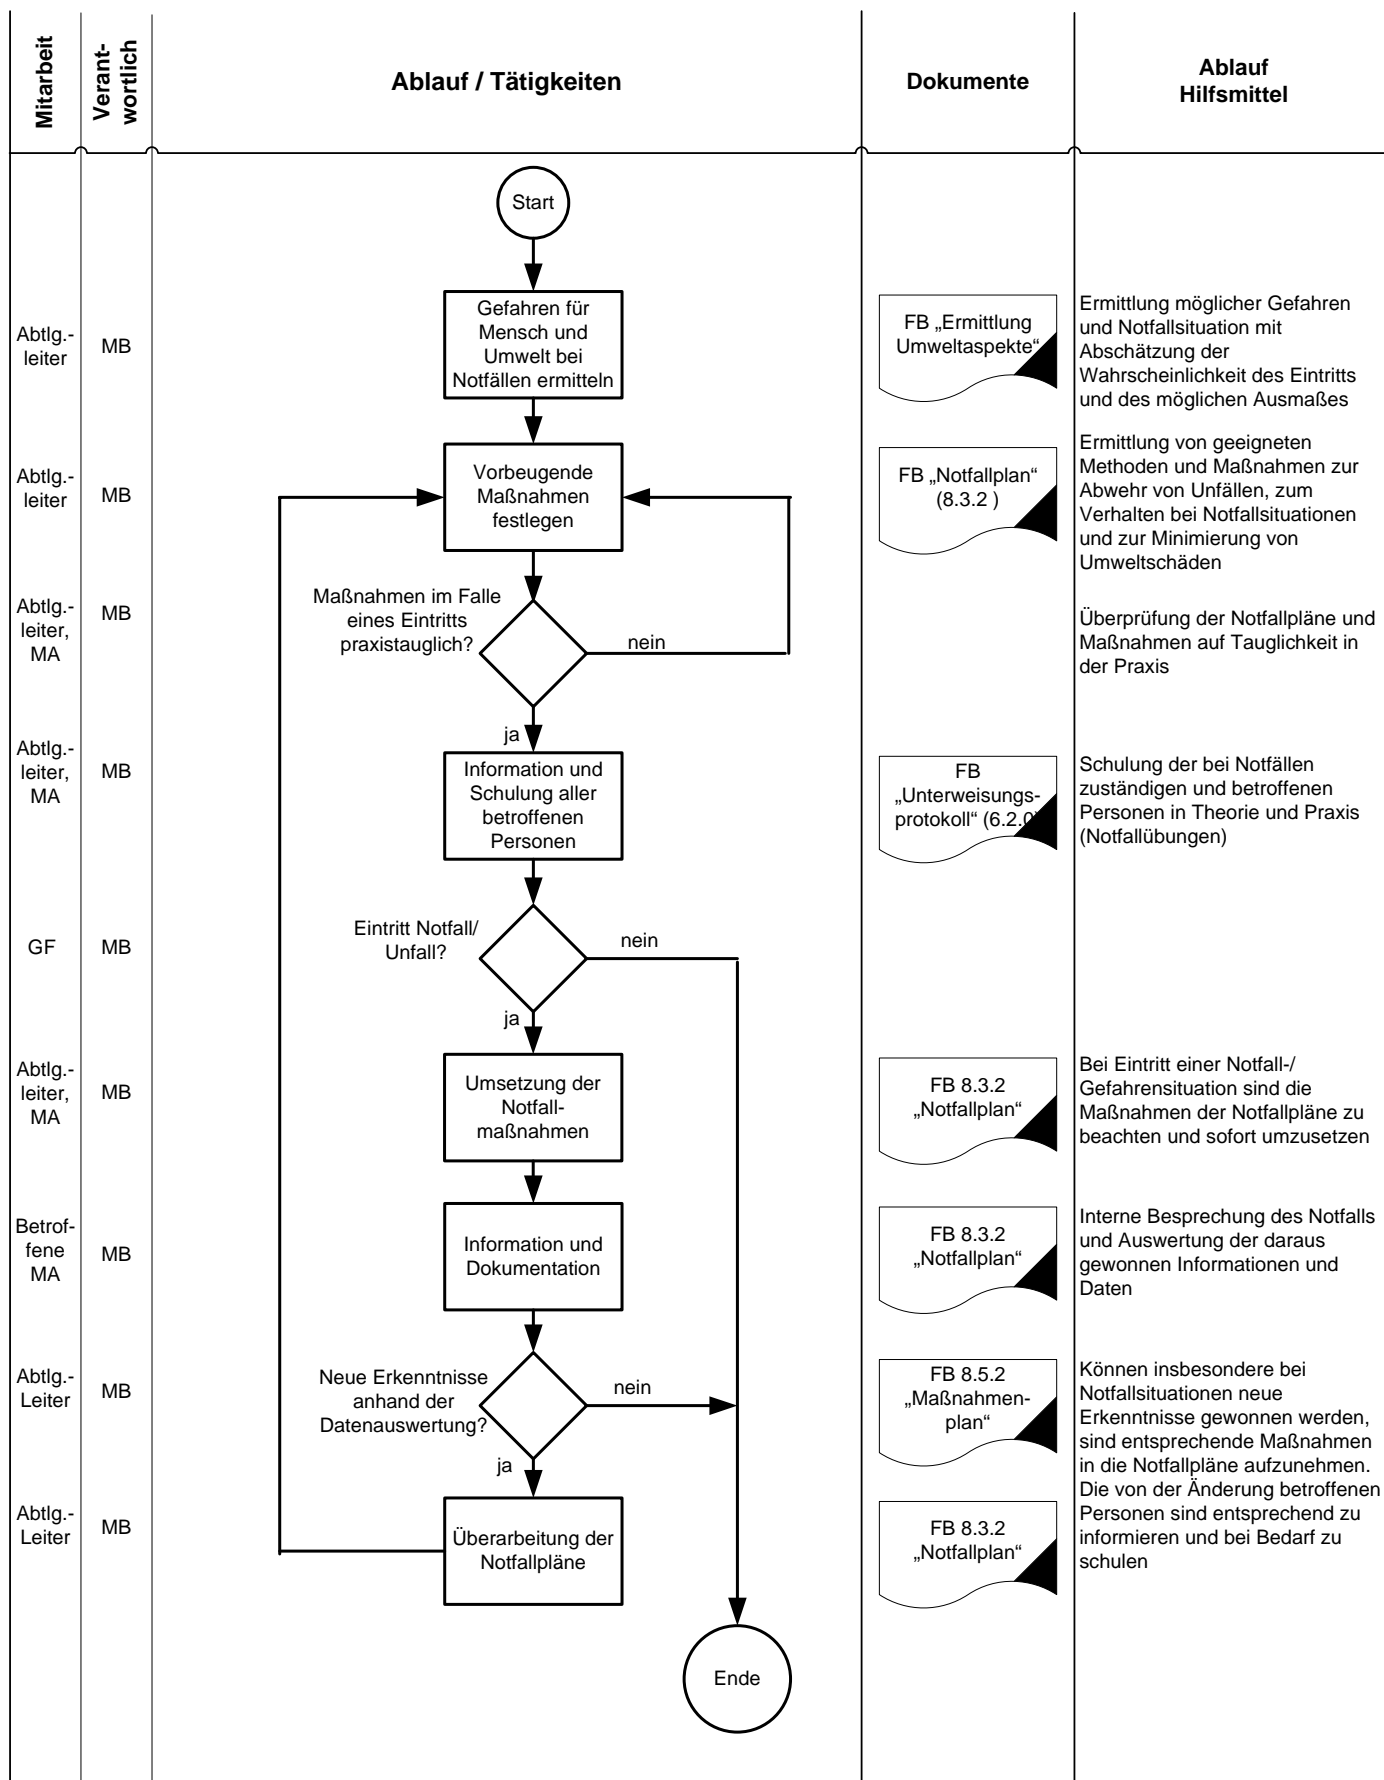 Mitarbeit
Verant-
wortlich
Ablauf / Tätigkeiten
Dokumente
Ablauf
Hilfsmittel
Start
Abtlg.-
leiter
MB
Gefahren für
Mensch und
Umwelt bei
Notfällen ermitteln
FB „Ermittlung
Umweltaspekte“
Ermittlung möglicher Gefahren
und Notfallsituation mit
Abschätzung der
Wahrscheinlichkeit des Eintritts
und des möglichen Ausmaßes
Abtlg.-
leiter
MB
Vorbeugende
Maßnahmen
festlegen
FB „Notfallplan“
(8.3.2 )
Ermittlung von geeigneten
Methoden und Maßnahmen zur
Abwehr von Unfällen, zum
Verhalten bei Notfallsituationen
und zur Minimierung von
Umweltschäden
Abtlg.-
leiter,
MA
MB
Maßnahmen im Falle
eines Eintritts
praxistauglich?
nein
ja
Überprüfung der Notfallpläne und
Maßnahmen auf Tauglichkeit in
der Praxis
Abtlg.-
leiter,
MA
MB
Information und
Schulung aller
betroffenen
Personen
FB
„Unterweisungs-
protokoll“ (6.2.0)
Schulung der bei Notfällen
zuständigen und betroffenen
Personen in Theorie und Praxis
(Notfallübungen)
GF
MB
Eintritt Notfall/
Unfall?
nein
ja
Abtlg.-
leiter,
MA
MB
Umsetzung der
Notfall-
maßnahmen
FB 8.3.2
„Notfallplan“
Bei Eintritt einer Notfall-/
Gefahrensituation sind die
Maßnahmen der Notfallpläne zu
beachten und sofort umzusetzen
Betrof-
fene
MA
MB
Information und
Dokumentation
FB 8.3.2
„Notfallplan“
Interne Besprechung des Notfalls
und Auswertung der daraus
gewonnen Informationen und
Daten
Abtlg.-
Leiter
MB
Neue Erkenntnisse
anhand der
Datenauswertung?
nein
ja
FB 8.5.2
„Maßnahmen-
plan“
Können insbesondere bei
Notfallsituationen neue
Erkenntnisse gewonnen werden,
sind entsprechende Maßnahmen
in die Notfallpläne aufzunehmen.
Die von der Änderung betroffenen
Personen sind entsprechend zu
informieren und bei Bedarf zu
schulen
Abtlg.-
Leiter
MB
Überarbeitung der
Notfallpläne
FB 8.3.2
„Notfallplan“
Ende